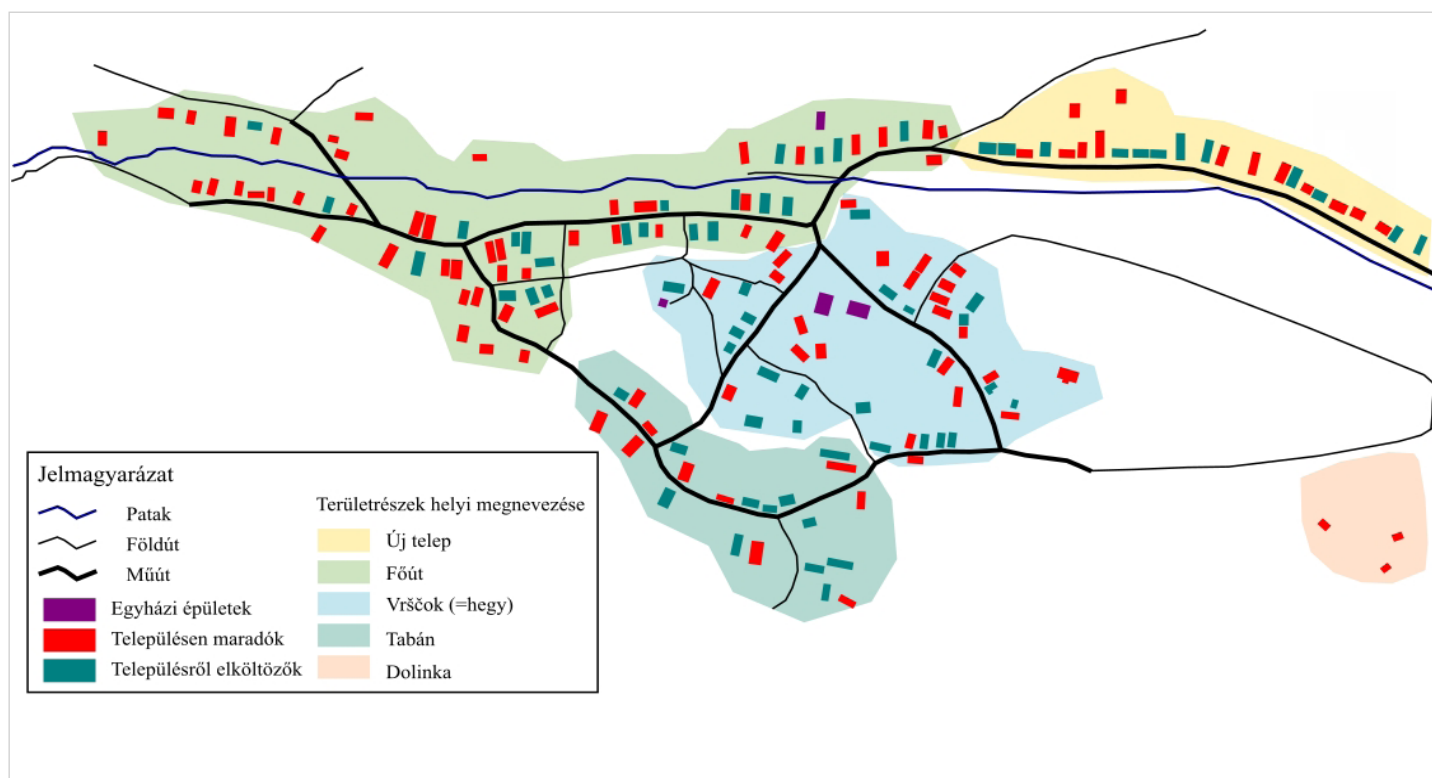 Jelmagyarázat
Patak
Földút
Műút
Egyházi épületek
Településen maradók
Településről elköltözők
Területrészek helyi megnevezése
Új telep
Főút
Vrščok (=hegy)
Tabán
Dolinka